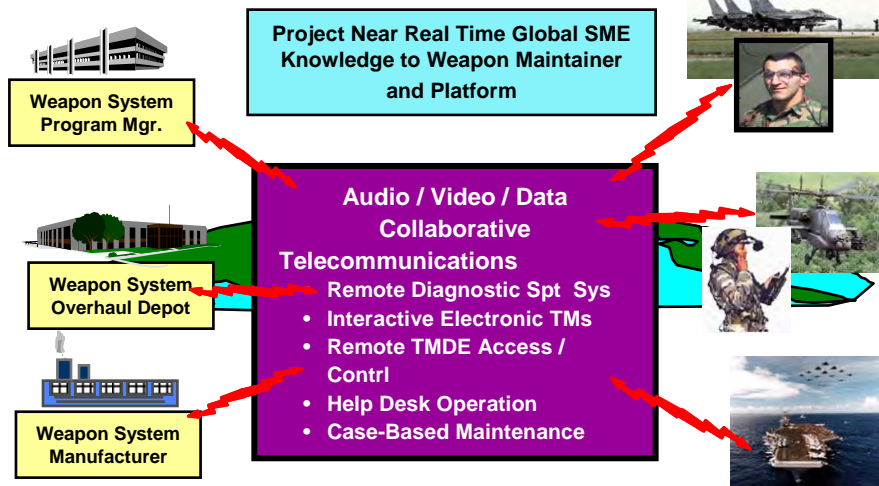 Project Near Real Time Global SME
Knowledge to Weapon Maintainer
and Platform
Weapon System
Program Mgr.
Weapon System
Overhaul Depot
Weapon System
Manufacturer
Audio / Video / Data
Collaborative
Telecommunications
Remote Diagnostic Spt Sys
• Interactive Electronic TMs
• Remote TMDE Access /
Contrl
• Help Desk Operation
• Case-Based Maintenance